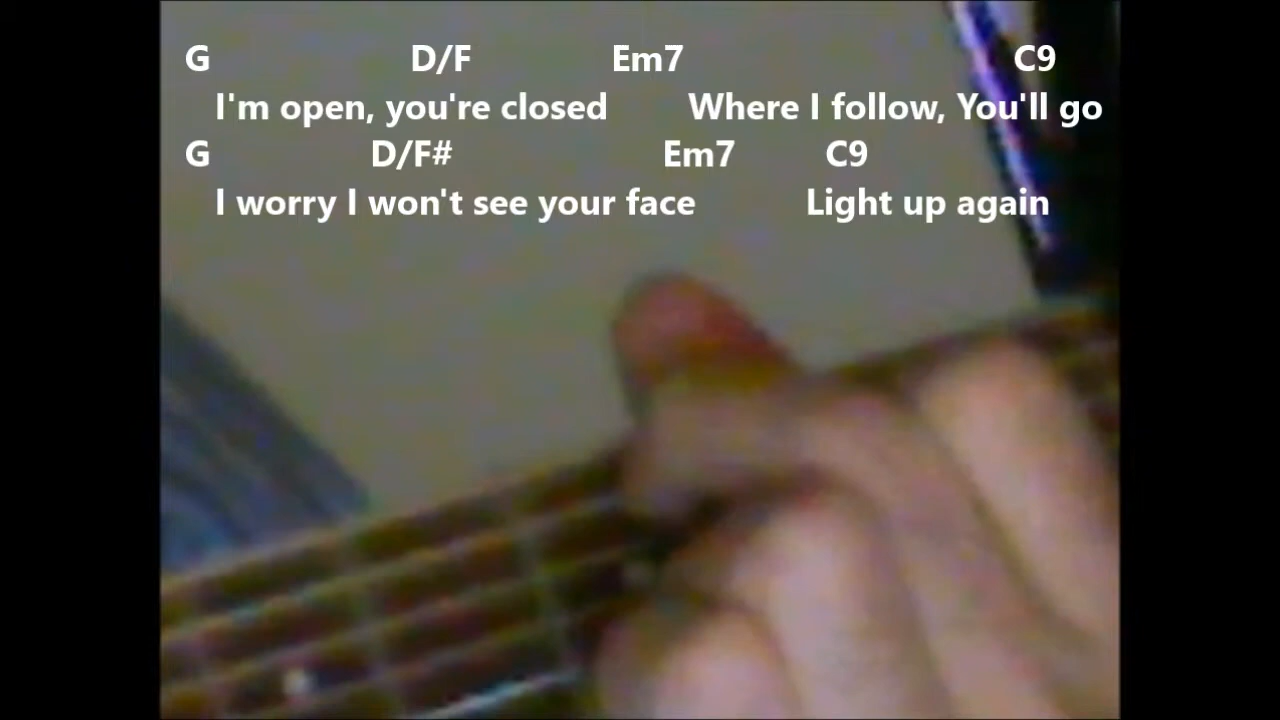 G D/F Em7 C9
I'm open, you're closed Where I follow, You'll go
G D/F# Em7 C9
I worry I won't see your face Light up again